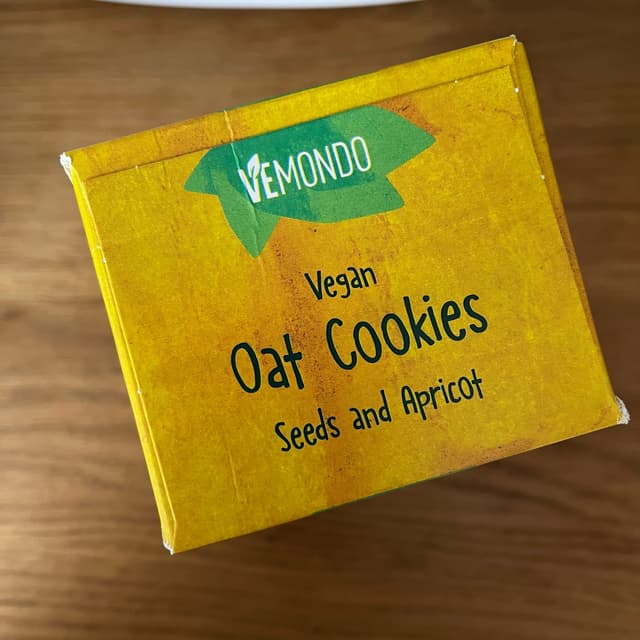 VEMONDO
Vegan
Oat Cookies
Seeds and Apricot